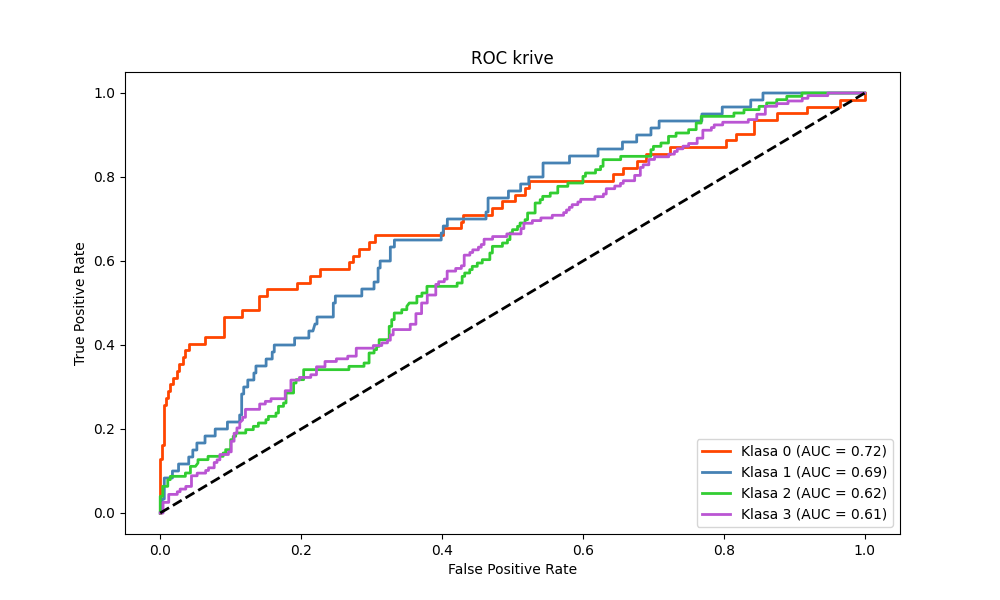 ROC krive
True Positive Rate
1.0
0.8
0.6
0.4
0.2
0.0
0.0 0.2 0.4 0.6 0.8 1.0
False Positive Rate
Klasa 0 (AUC = 0.72)
Klasa 1 (AUC = 0.69)
Klasa 2 (AUC = 0.62)
Klasa 3 (AUC = 0.61)